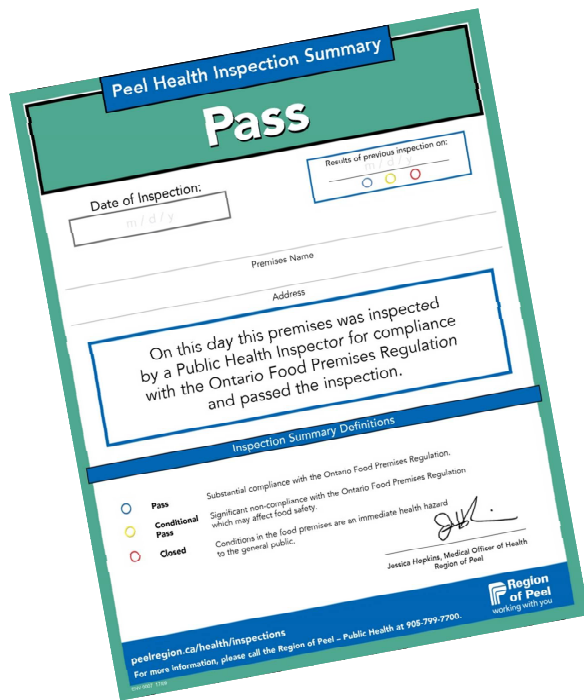 Peel Health Inspection Summary
Pass
Results of previous inspection on:
m / d / y
Date of Inspection:
m / d / y
Premises Name
Address
On this day this premises was inspected
by a Public Health Inspector for compliance
with the Ontario Food Premises Regulation
and passed the inspection.
Inspection Summary Definitions
Pass Substantial compliance with the Ontario Food Premises Regulation.
Conditional Significant non-compliance with the Ontario Food Premises Regulation
Pass which may affect food safety.
Closed Conditions in the food premises are an immediate health hazard
to the general public.
Jessica Hopkins, Medical Officer of Health
Region of Peel
peelregion.ca/health/inspections
For more information, please call the Region of Peel – Public Health at 905-799-7700.
Region
of Peel
working with you